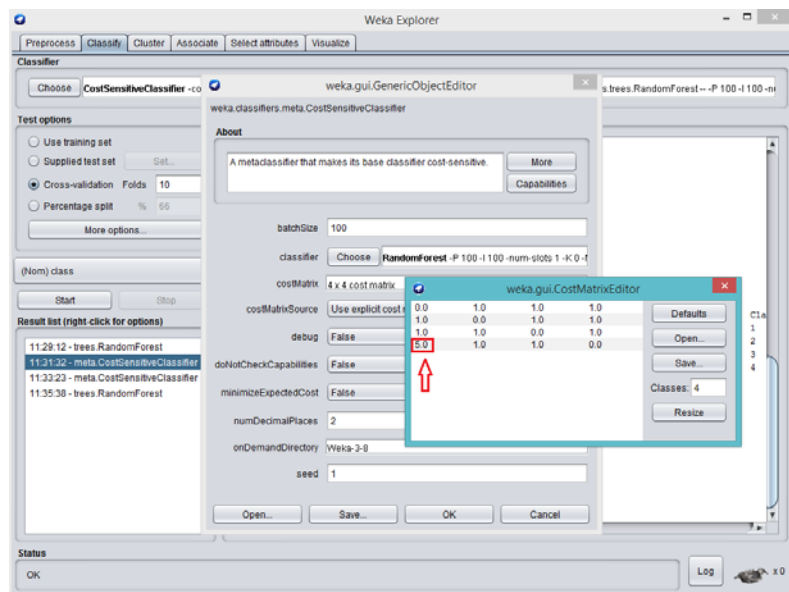 Weka Explorer
Preprocess Classify Cluster Associate Select attributes Visualize
Classifier
Choose CostSensitiveClassifier -co
s.trees.RandomForest -- -P 100 -I 100 -nu
Test options
Use training set
Supplied test set Set...
Cross-validation Folds 10
Percentage split % 66
More options...
(Nom) class
Start Stop
Result list (right-click for options)
11:29:12 - trees.RandomForest
11:31:32 - meta.CostSensitiveClassifier
11:33:23 - meta.CostSensitiveClassifier
11:35:38 - trees.RandomForest
weka.gui.GenericObjectEditor
weka.classifiers.meta.CostSensitiveClassifier
About
A metaclassifier that makes its base classifier cost-sensitive.
More
Capabilities
batchSize 100
classifier Choose RandomForest -P 100 -I 100 -num-slots 1 -K 0 -
costMatrix 4 x 4 cost matrix
costMatrixSource Use explicit cost
debug False
doNotCheckCapabilities False
minimizeExpectedCost False
numDecimalPlaces 2
onDemandDirectory Weka-3-8
seed 1
Open... Save... OK Cancel
weka.gui.CostMatrixEditor
0.0 1.0 1.0 1.0
1.0 0.0 1.0 1.0
1.0 1.0 0.0 1.0
5.0 1.0 1.0 0.0
Defaults
Open...
Save...
Classes: 4
Resize
Cla
1
2
3
4
Status
OK
Log x 0